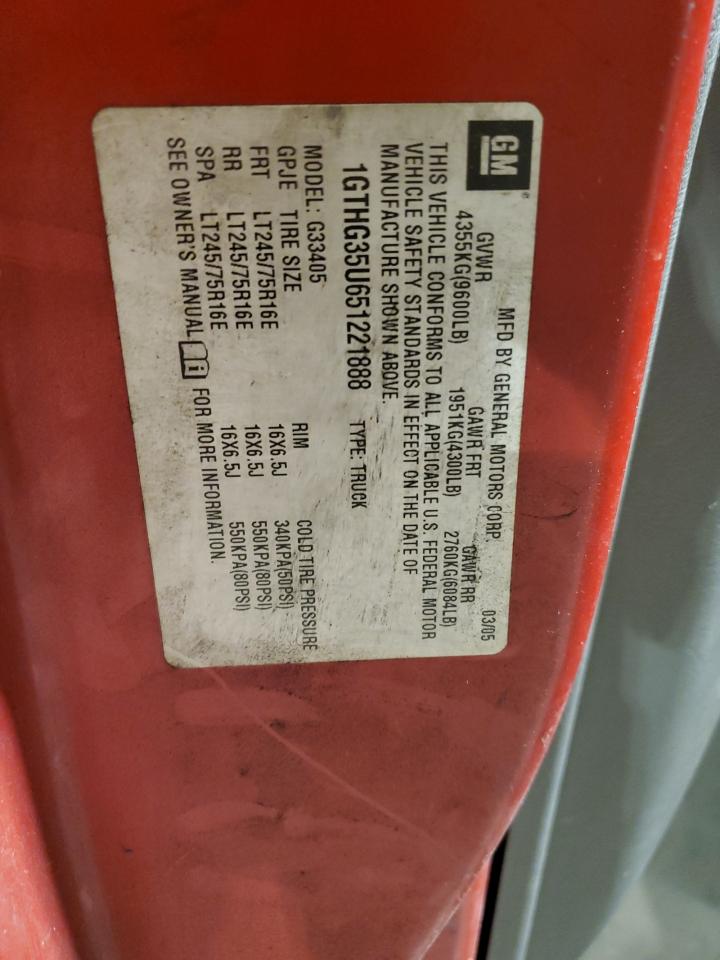 GM
MFD BY GENERAL MOTORS CORP. 03/05
GVWR GAWR FRT GAWR RR
4355KG(9600LB) 1951KG(4300LB) 2760KG(6084LB)
THIS VEHICLE CONFORMS TO ALL APPLICABLE U.S. FEDERAL MOTOR
VEHICLE SAFETY STANDARDS IN EFFECT ON THE DATE OF
MANUFACTURE SHOWN ABOVE.
1GTHG35U651221888 TYPE: TRUCK
MODEL: G33405
GPJE TIRE SIZE RIM COLD TIRE PRESSURE
FRT LT245/75R16E 16X6.5J 340KPA(50PSI)
RR LT245/75R16E 16X6.5J 550KPA(80PSI)
SPA LT245/75R16E 16X6.5J 550KPA(80PSI)
SEE OWNER'S MANUAL FOR MORE INFORMATION.